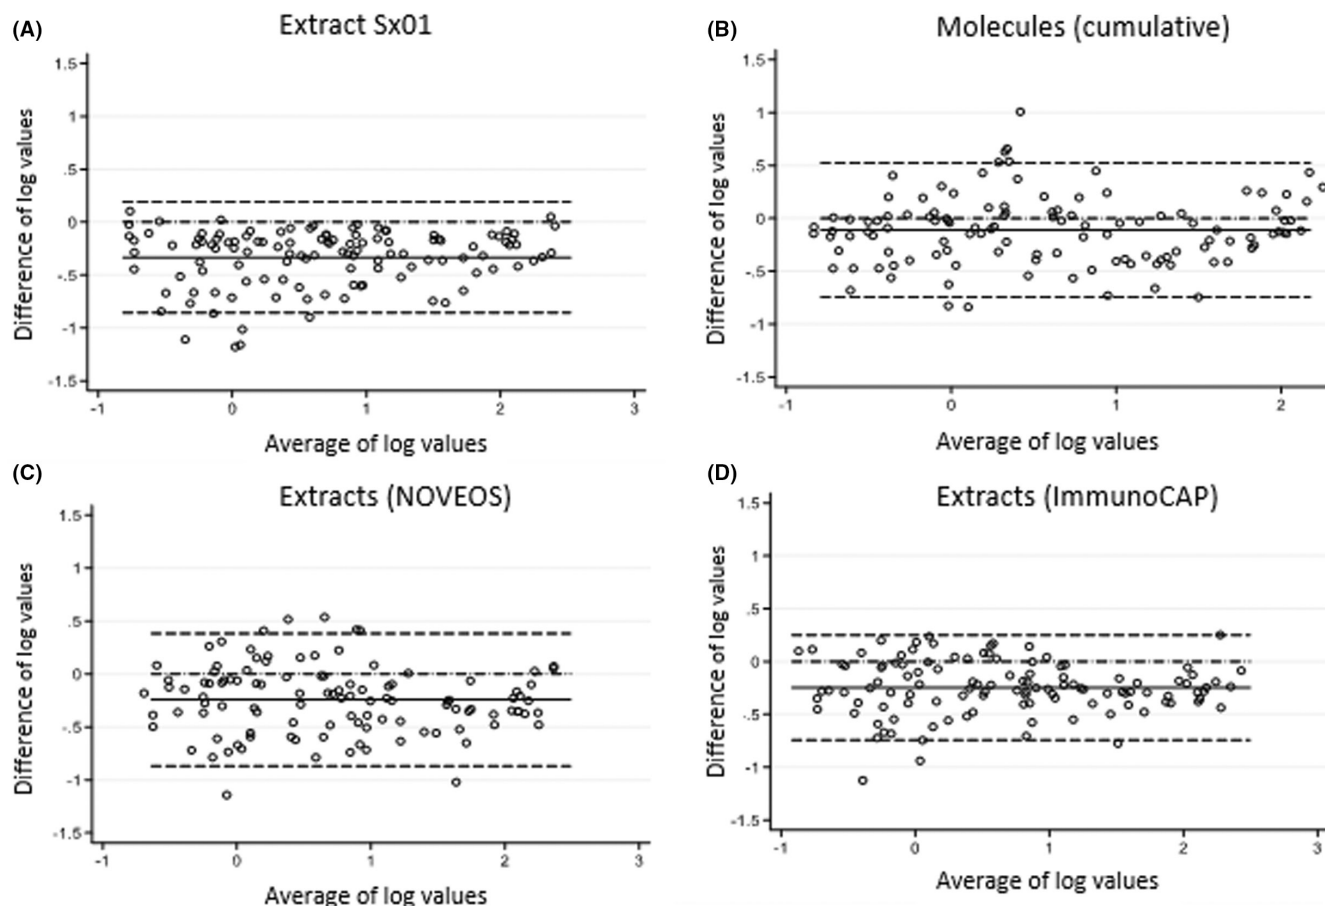 (A)
Extract Sx01
Difference of log values
1.5
1
.5
0
-.5
-1
-1.5
-1
0
1
2
3
Average of log values
(B)
Molecules (cumulative)
Difference of log values
1.5
1
.5
0
-.5
-1
-1.5
-1
0
1
2
Average of log values
(C)
Extracts (NOVEOS)
Difference of log values
1.5
1
.5
0
-.5
-1
-1.5
-1
0
1
2
3
Average of log values
(D)
Extracts (ImmunoCAP)
Difference of log values
1.5
1
.5
0
-.5
-1
-1.5
-1
0
1
2
3
Average of log values